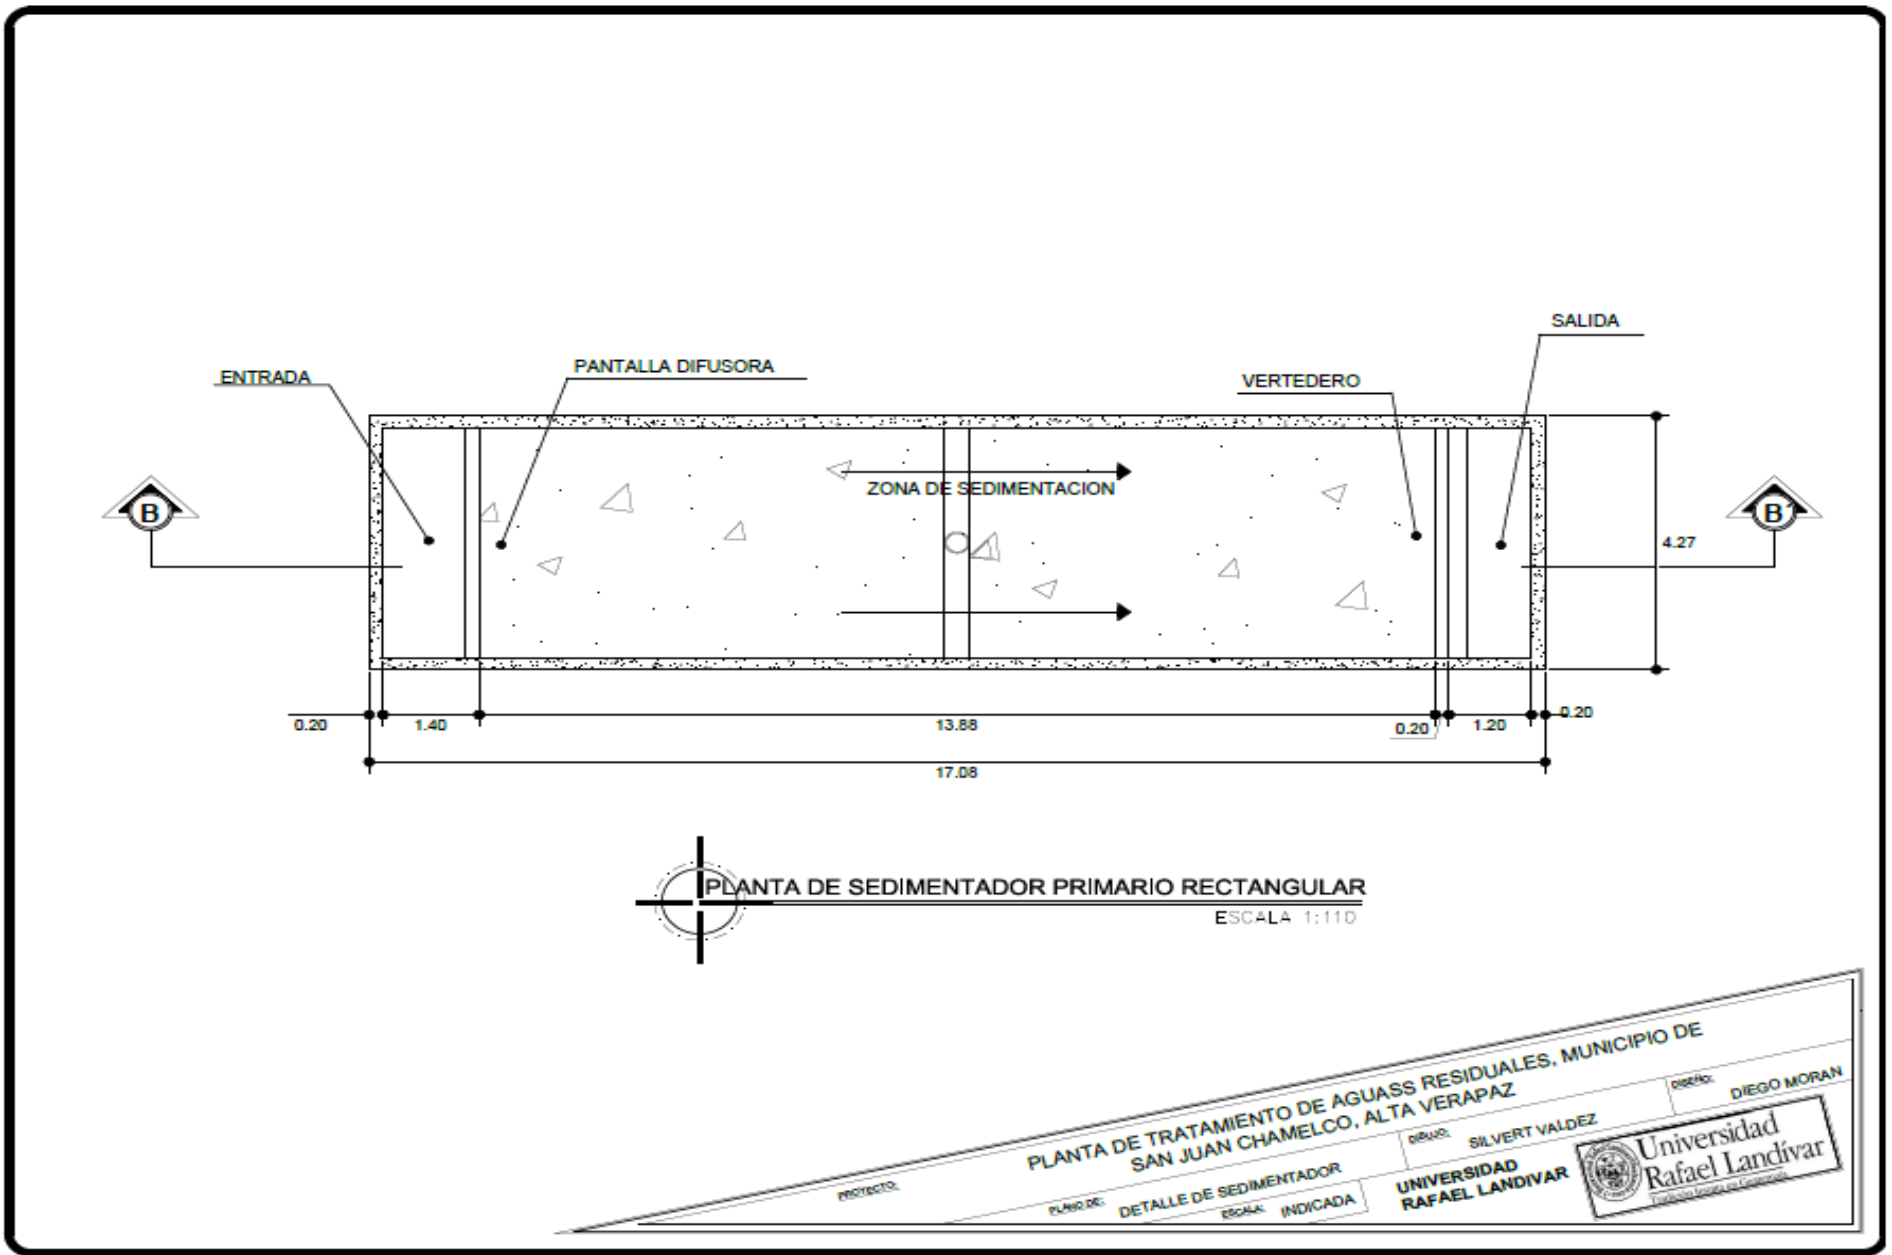 SALIDA
ENTRADA
PANTALLA DIFUSORA
VERTEDERO
ZONA DE SEDIMENTACION
B
B´
4.27
0.20
1.40
13.88
0.20
1.20
0.20
17.08
PLANTA DE SEDIMENTADOR PRIMARIO RECTANGULAR
ESCALA 1:110
PROYECTO:
PLANTA DE TRATAMIENTO DE AGUASS RESIDUALES, MUNICIPIO DE
SAN JUAN CHAMELCO, ALTA VERAPAZ
PLANO DE:
DETALLE DE SEDIMENTADOR
ESCALA:
INDICADA
DIBUJO:
SILVERT VALDEZ
DISEÑO:
DIEGO MORAN
UNIVERSIDAD
RAFAEL LANDIVAR
Universidad
Rafael Landívar